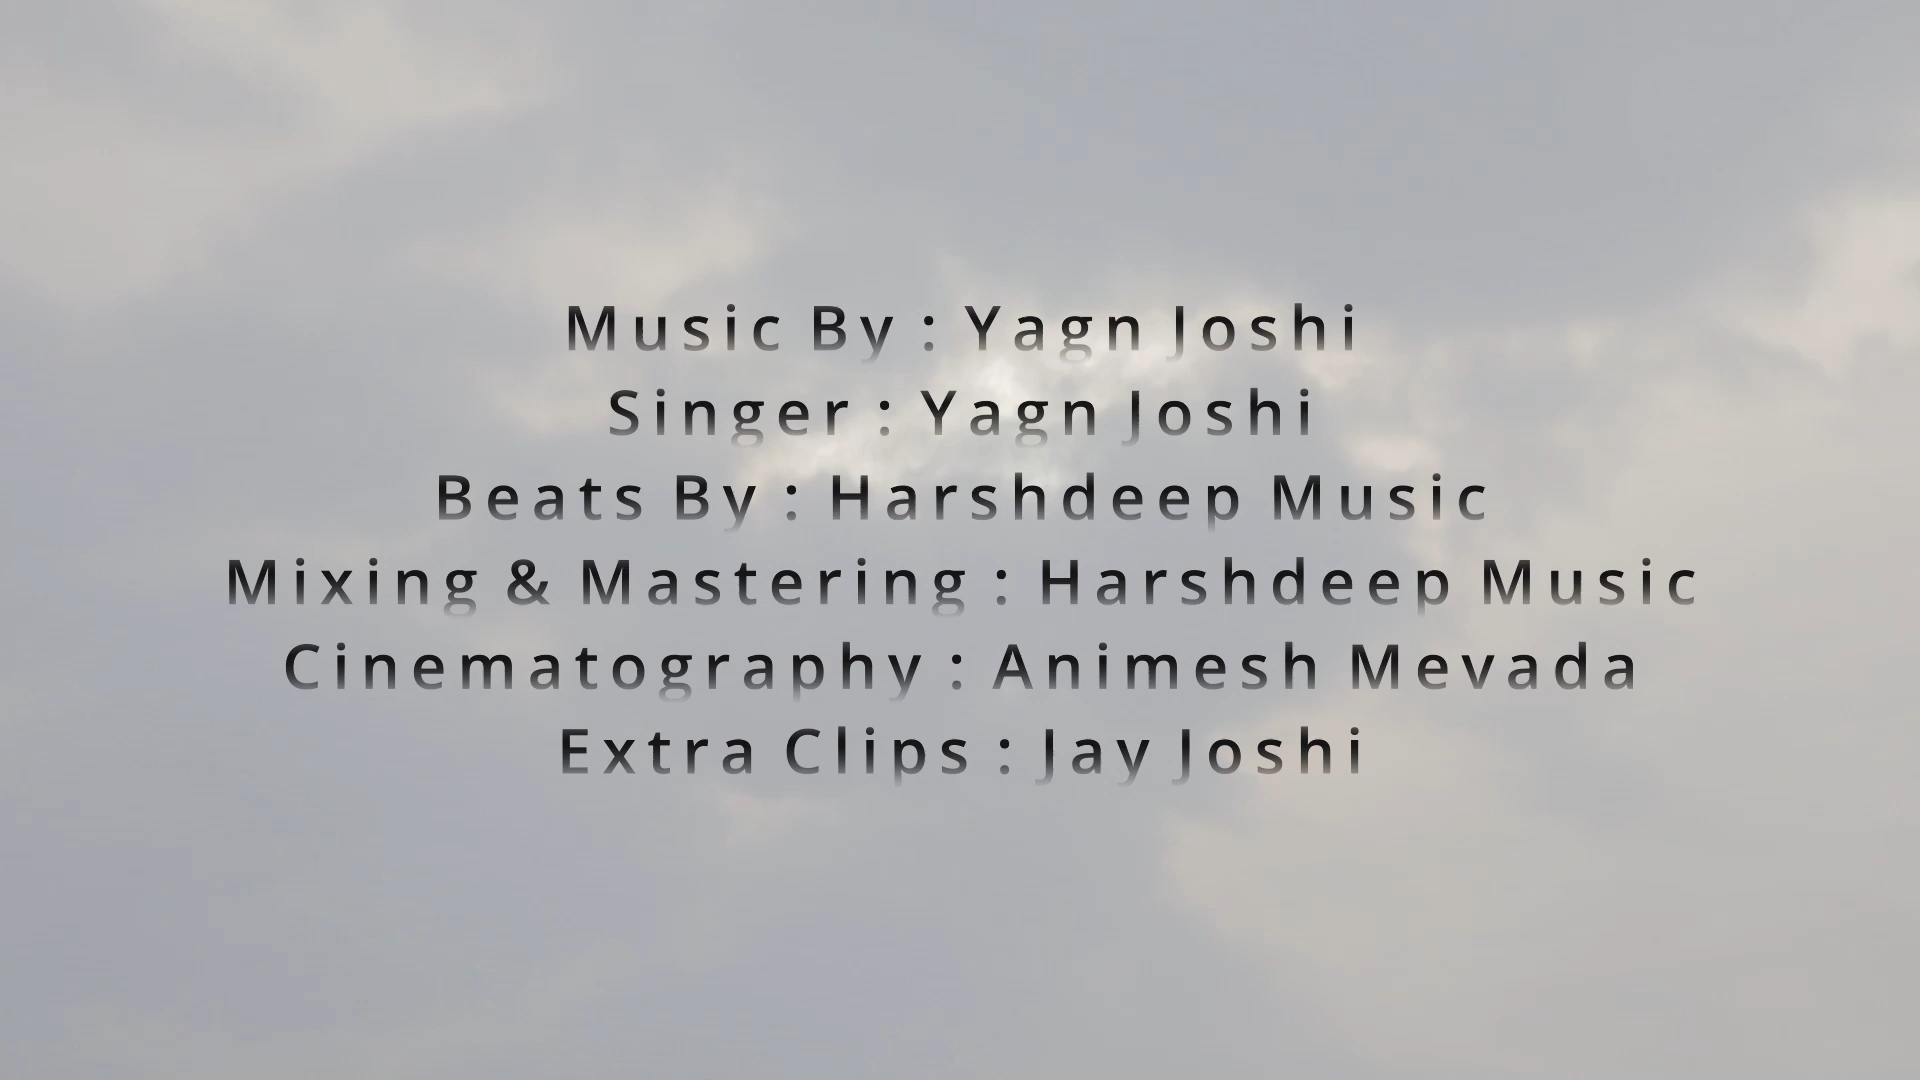 Music By : Yagn Joshi
Singer : Yagn Joshi
Beats By : Harshdeep Music
Mixing & Mastering : Harshdeep Music
Cinematography : Animesh Mevada
Extra Clips : Jay Joshi